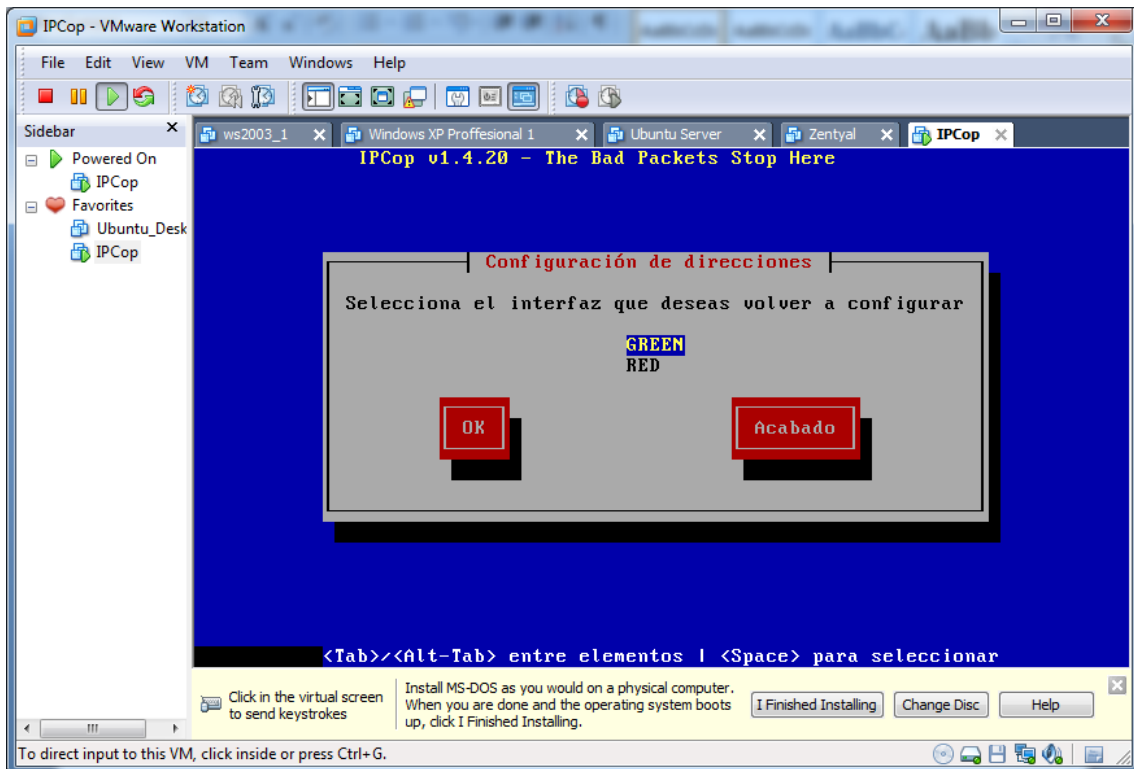 IPCop - VMware Workstation
File Edit View VM Team Windows Help
Sidebar
Powered On
IPCop
Favorites
Ubuntu_Desk
IPCop
ws2003_1 Windows XP Proffesional 1 Ubuntu Server Zentyal IPCop
IPCop v1.4.20 - The Bad Packets Stop Here
Configuración de direcciones
Selecciona el interfaz que deseas volver a configurar
GREEN
RED
OK Acabado
<Tab>/<Alt-Tab> entre elementos | <Space> para seleccionar
Click in the virtual screen
to send keystrokes
Install MS-DOS as you would on a physical computer.
When you are done and the operating system boots
up, click I Finished Installing.
I Finished Installing Change Disc Help
To direct input to this VM, click inside or press Ctrl+G.